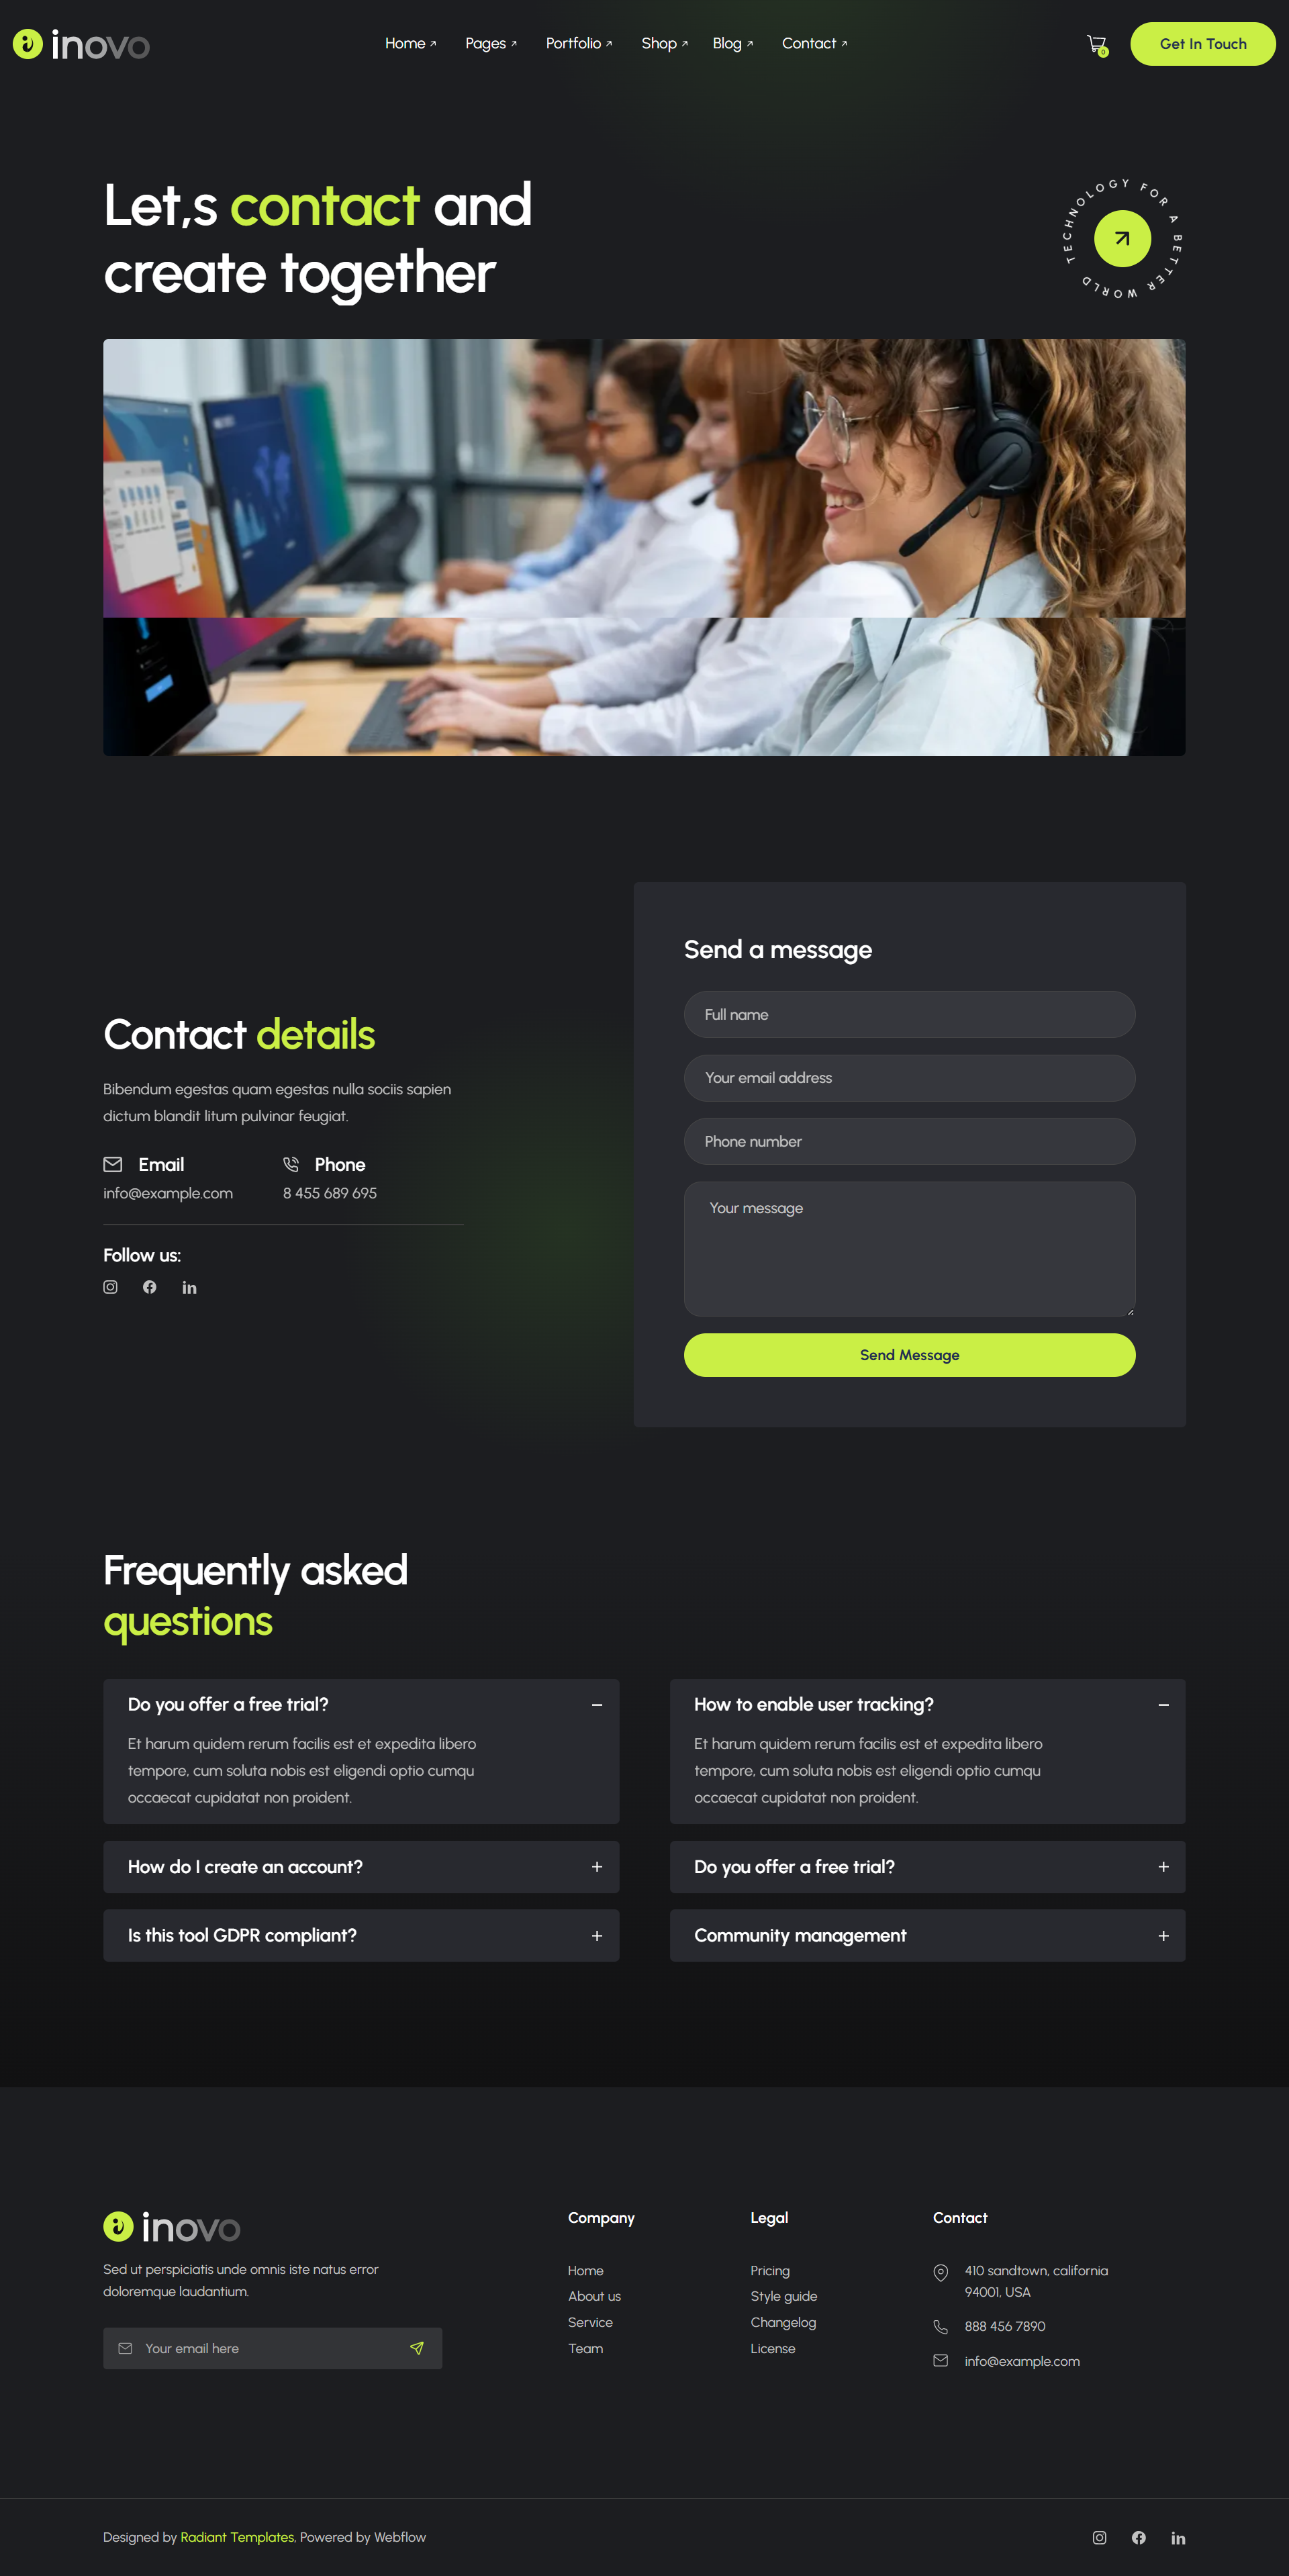 inovo
Home
Pages
Portfolio
Shop
Blog
Contact
0
Get In Touch
Let,s contact and
create together
TECHNOLOGY FOR A BETTER WORLD
Contact details
Bibendum egestas quam egestas nulla sociis sapien
dictum blandit litum pulvinar feugiat.
Email
info@example.com
Phone
8 455 689 695
Follow us:
Send a message
Full name
Your email address
Phone number
Your message
Send Message
Frequently asked
questions
Do you offer a free trial?
Et harum quidem rerum facilis est et expedita libero
tempore, cum soluta nobis est eligendi optio cumqu
occaecat cupidatat non proident.
How do I create an account?
Is this tool GDPR compliant?
How to enable user tracking?
Et harum quidem rerum facilis est et expedita libero
tempore, cum soluta nobis est eligendi optio cumqu
occaecat cupidatat non proident.
Do you offer a free trial?
Community management
inovo
Sed ut perspiciatis unde omnis iste natus error
doloremque laudantium.
Your email here
Company
Home
About us
Service
Team
Legal
Pricing
Style guide
Changelog
License
Contact
410 sandtown, california
94001, USA
888 456 7890
info@example.com
Designed by Radiant Templates, Powered by Webflow